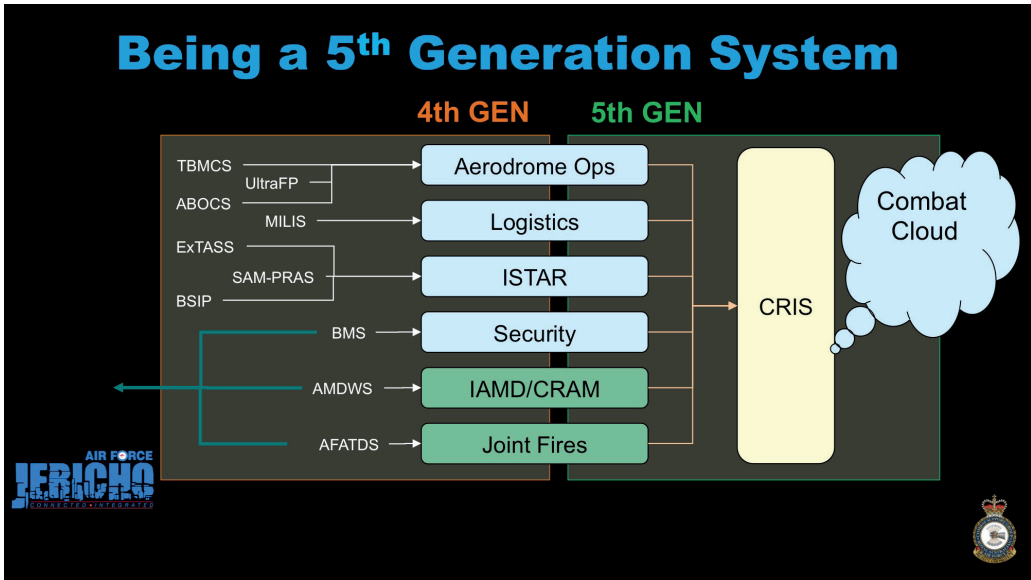 Being a 5th Generation System
4th GEN
5th GEN
TBMCS
UltraFP
ABOCS
MILIS
ExTASS
SAM-PRAS
BSIP
BMS
AMDWS
AFATDS
Aerodrome Ops
Logistics
ISTAR
Security
IAMD/CRAM
Joint Fires
CRIS
Combat
Cloud
AIR FORCE
JERICHO
CONNECTED • INTEGRATED